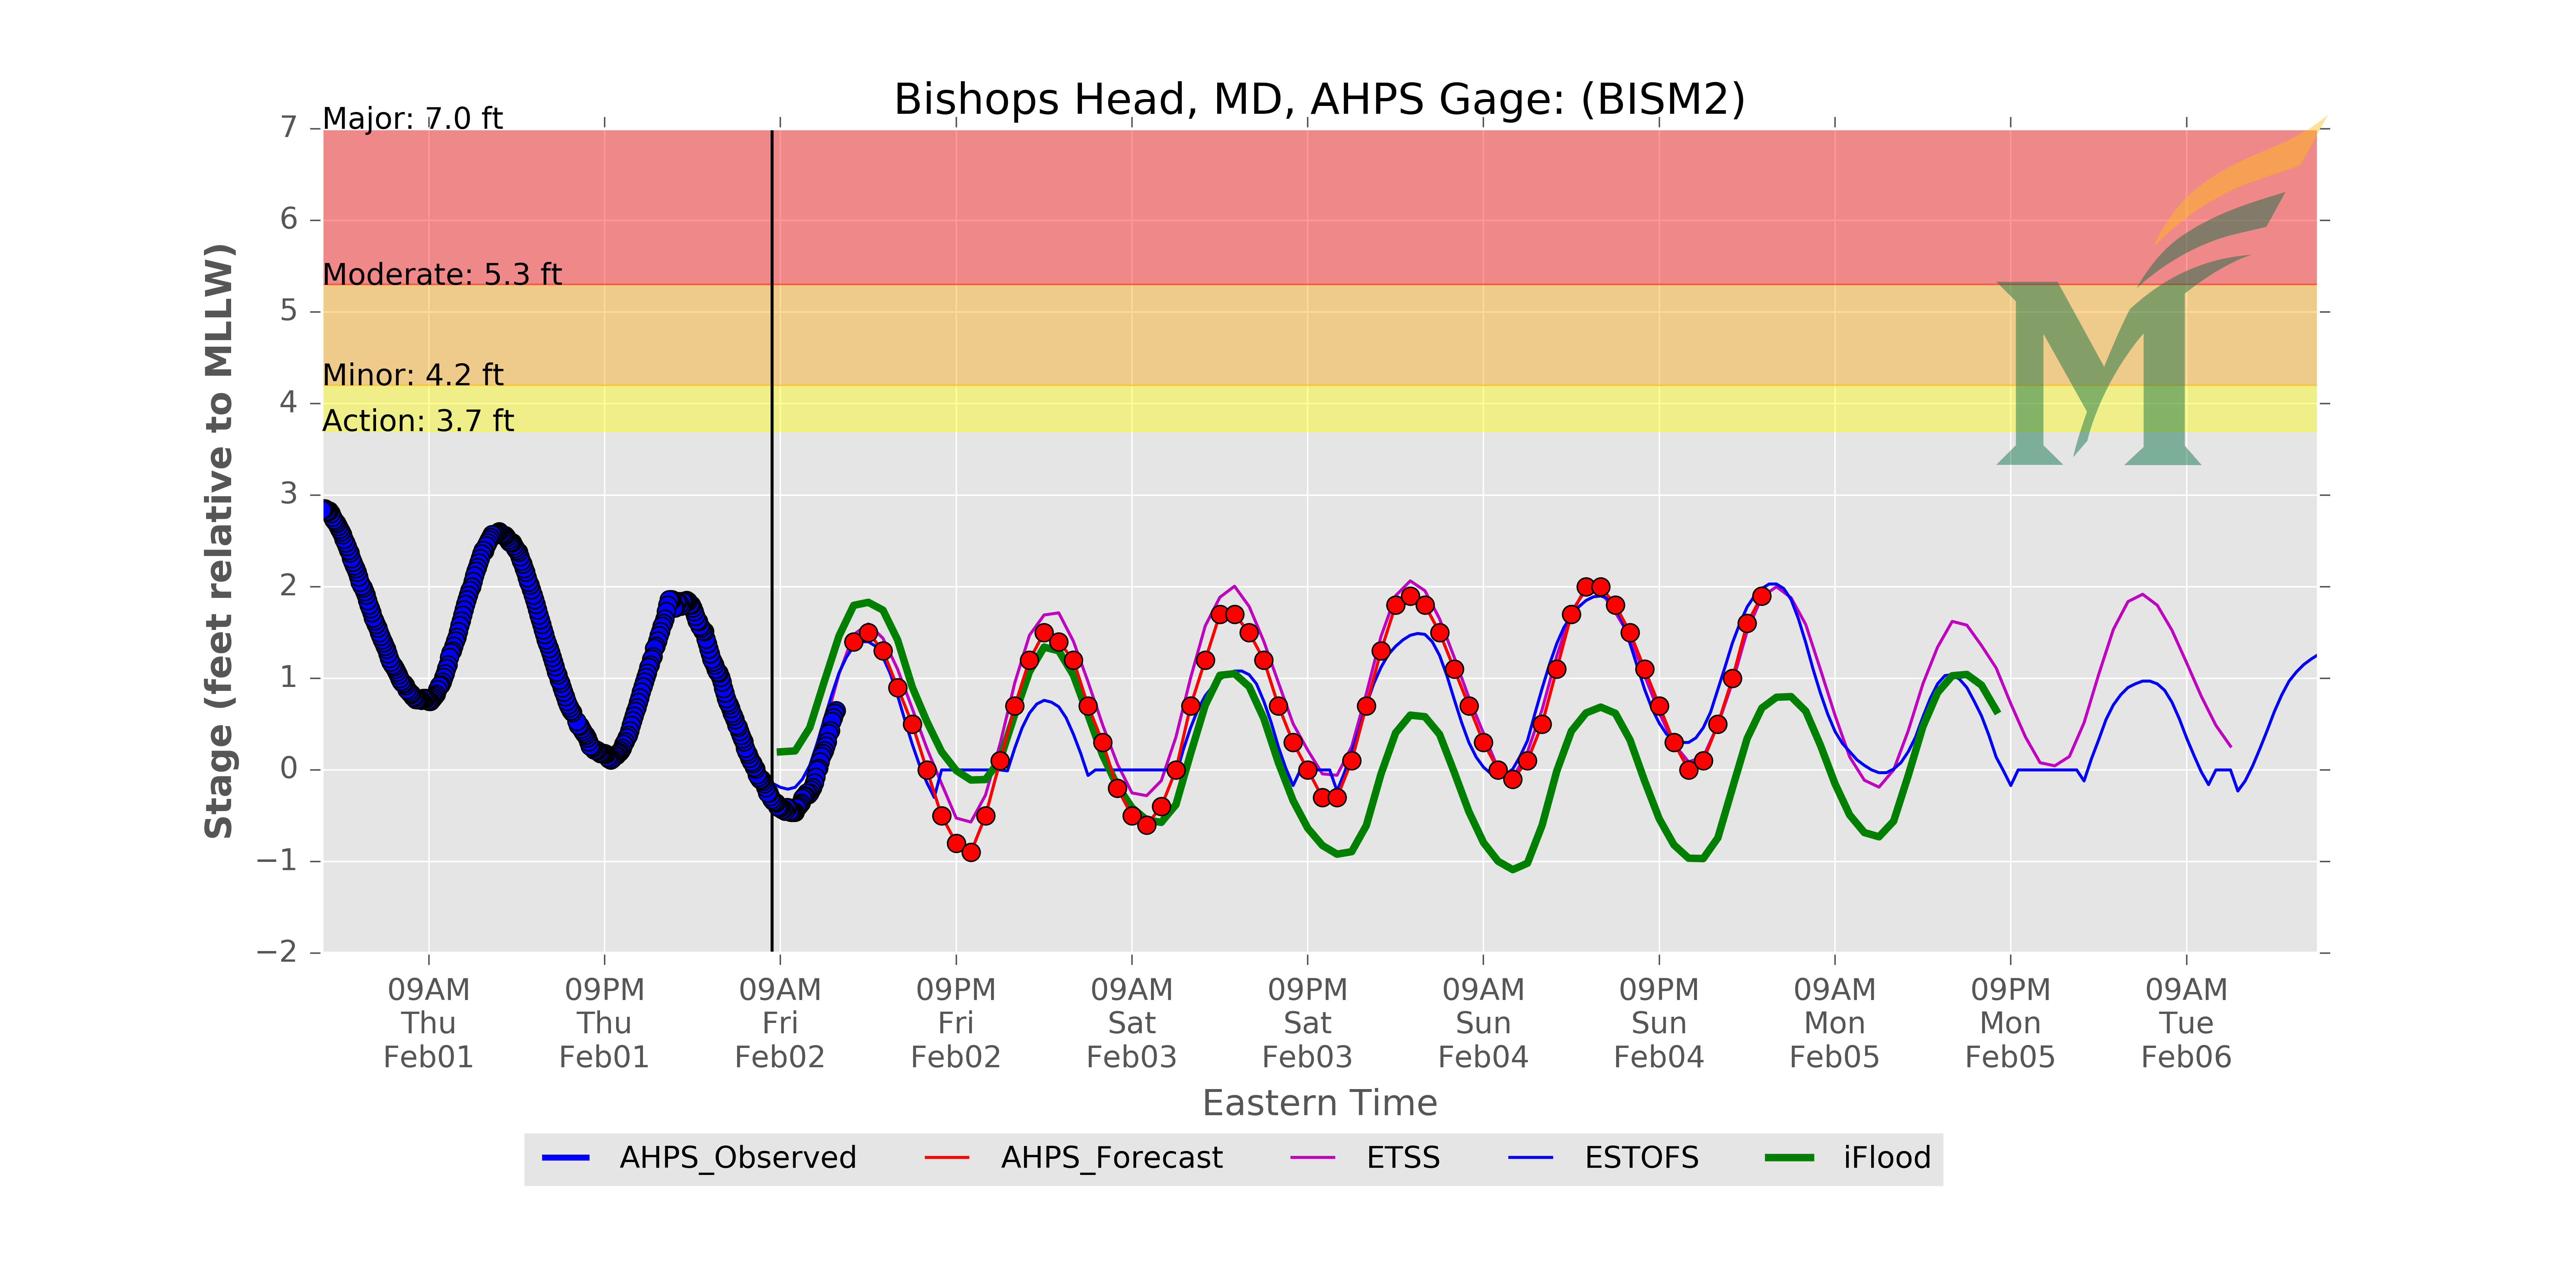 Bishops Head, MD, AHPS Gage: (BISM2)
Major: 7.0 ft
Moderate: 5.3 ft
Minor: 4.2 ft
Action: 3.7 ft
7
6
5
4
3
2
1
0
−1
−2
Stage (feet relative to MLLW)
09AM Thu Feb01
09PM Thu Feb01
09AM Fri Feb02
09PM Fri Feb02
09AM Sat Feb03
09PM Sat Feb03
09AM Sun Feb04
09PM Sun Feb04
09AM Mon Feb05
09PM Mon Feb05
09AM Tue Feb06
Eastern Time
AHPS_Observed
AHPS_Forecast
ETSS
ESTOFS
iFlood
M